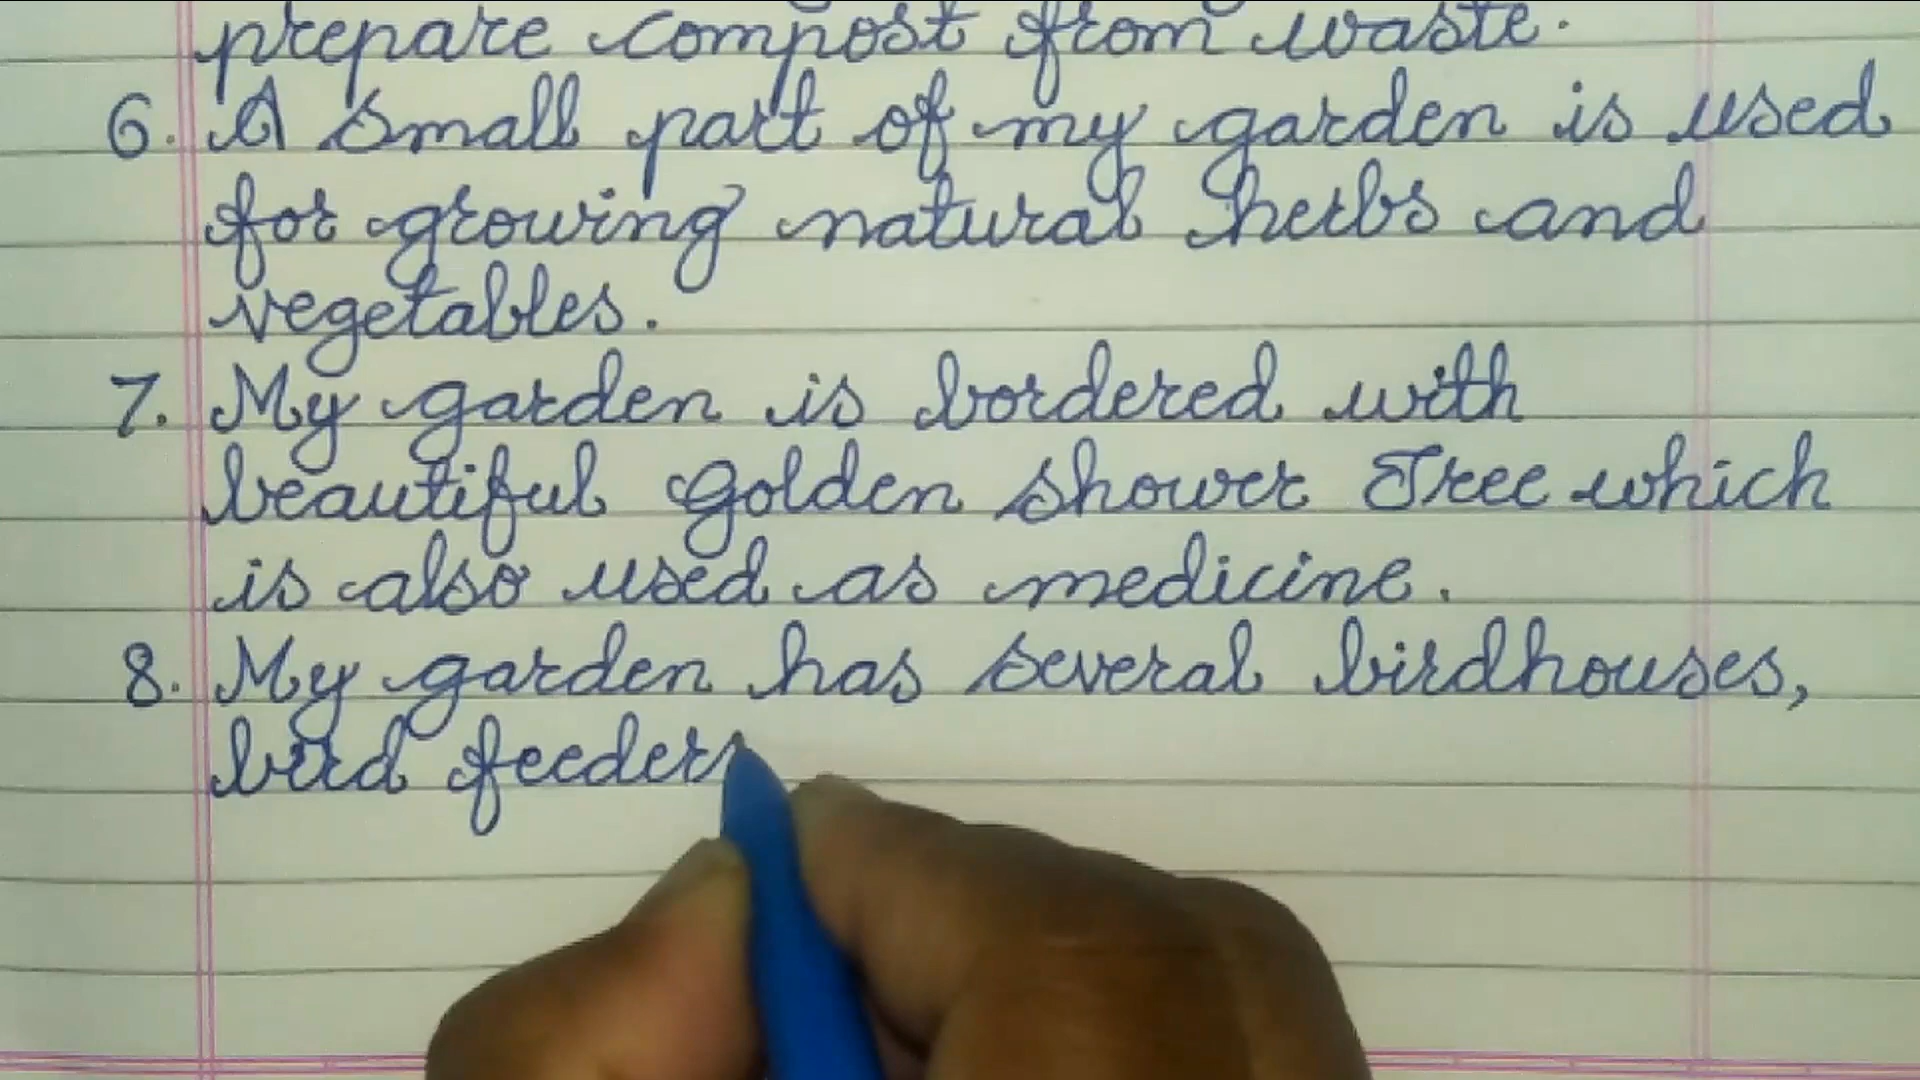 prepare compost from waste.
6. A small part of my garden is used
for growing natural herbs and
vegetables.
7. My garden is bordered with
beautiful Golden shower Tree which
is also used as medicine.
8. My garden has several birdhouses,
bird feeders